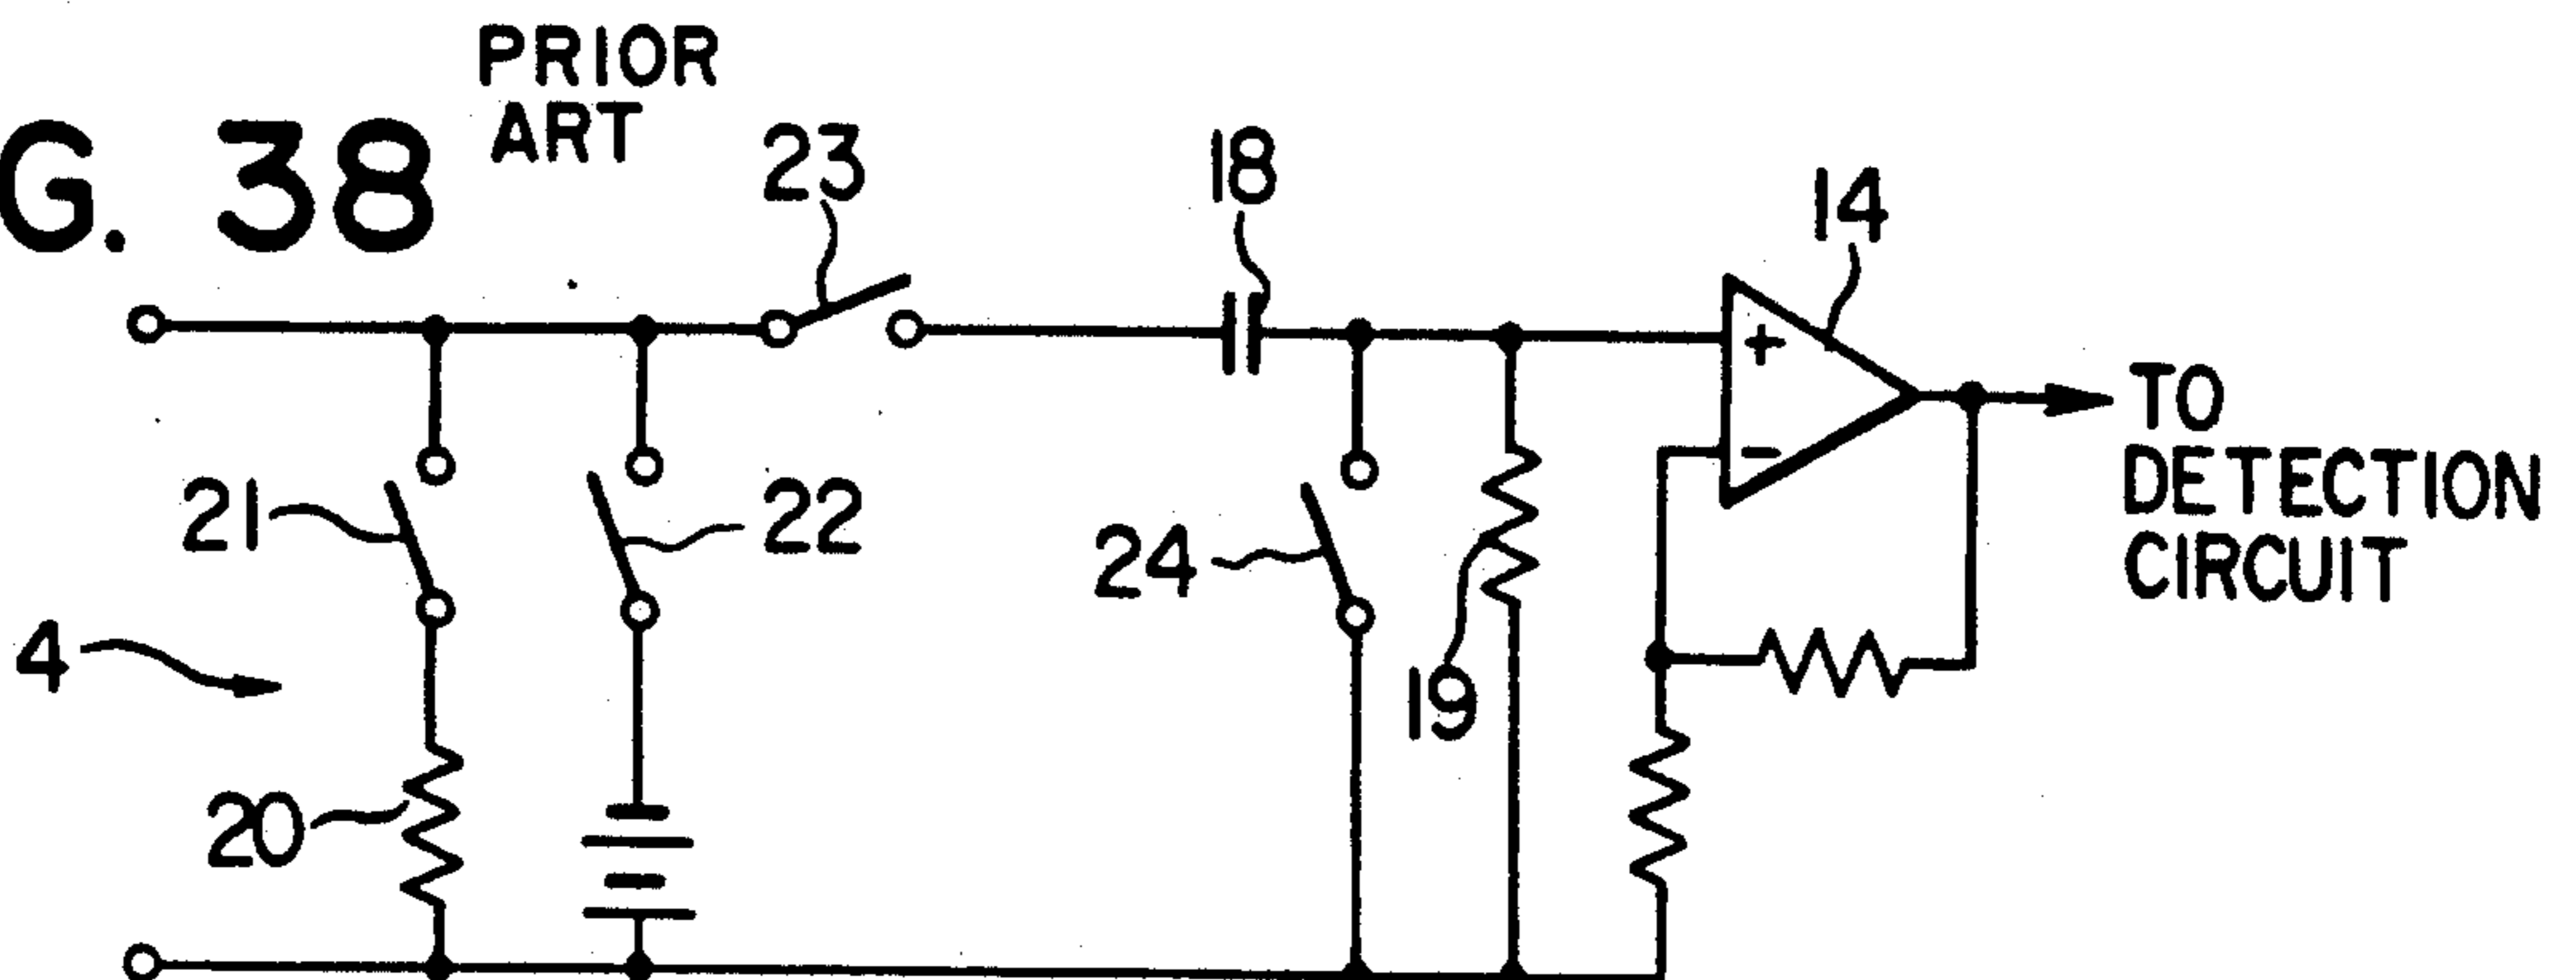 PRIOR
ART
G. 38
23
18
14
+
-
TO
DETECTION
CIRCUIT
21
22
24
4
19
20